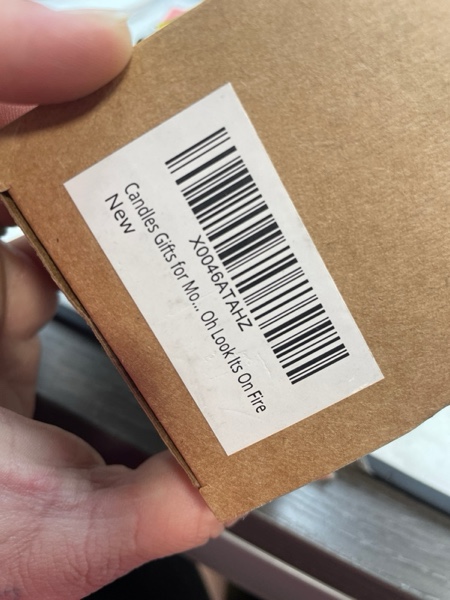 X0046ATAHZ
Candles Gifts for Mo... Oh Look Its On Fire
New